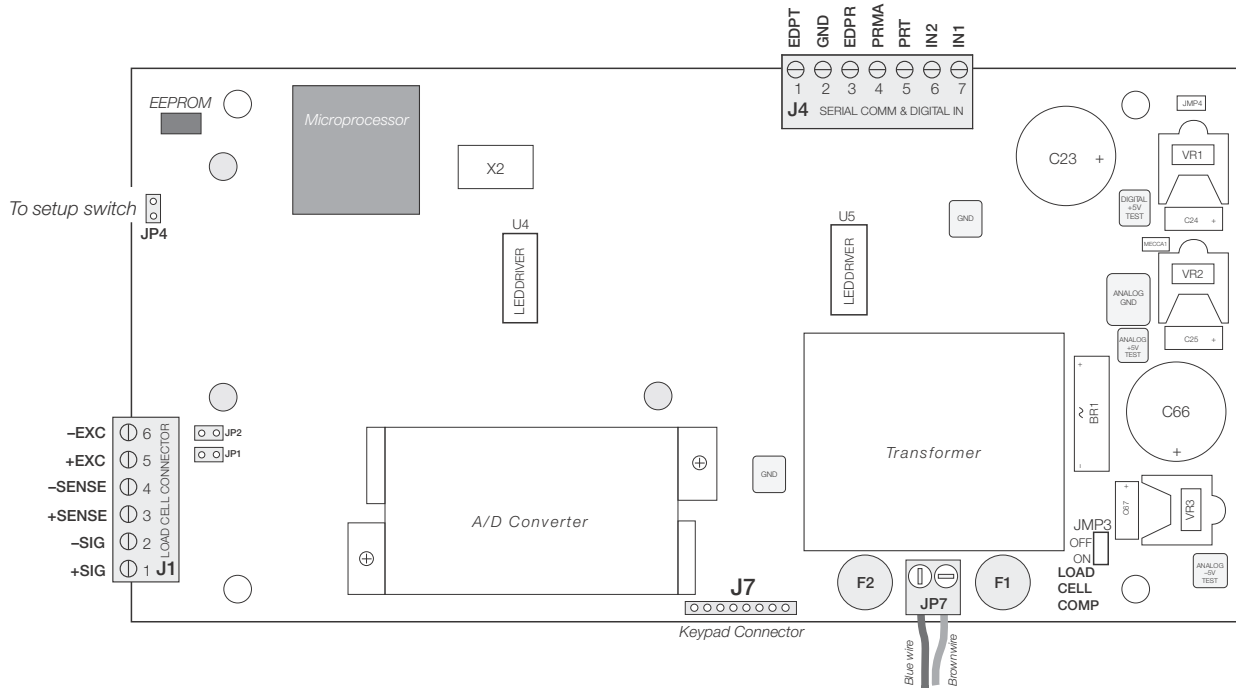 EDPT
GND
EDPR
PRMA
PRT
IN2
IN1
1 2 3 4 5 6 7
J4 SERIAL COMM & DIGITAL IN
EEPROM
Microprocessor
X2
C23 +
JMP4
VR1
C24 +
DIGITAL
+5V
TEST
To setup switch
JP4
U4
LEDDRIVER
U5
LEDDRIVER
GND
MECCA1
VR2
ANALOG
GND
ANALOG
+5V
TEST
C25 +
–EXC 6
+EXC 5
–SENSE 4
+SENSE 3
–SIG 2
+SIG 1
LOAD CELL CONNECTOR
J1
JP2
JP1
A/D Converter
GND
Transformer
+
~
BR1
–
C66
+
+
C67
VR3
JMP3
OFF
ON
LOAD
CELL
COMP
ANALOG
–5V
TEST
F2
JP7
F1
J7
Keypad Connector
Blue wire
Brownwire